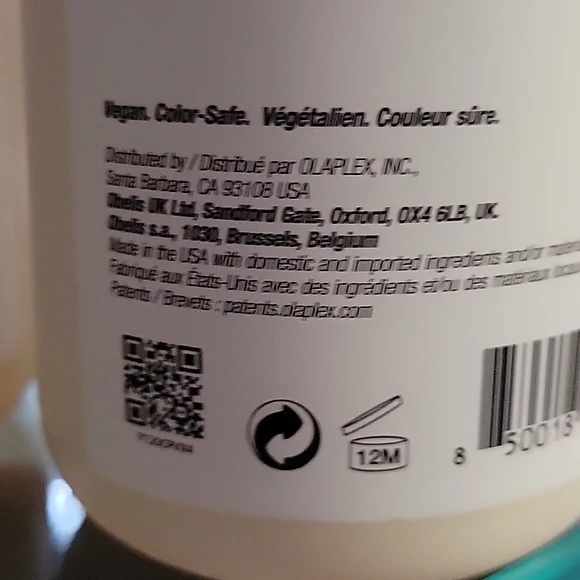 Vegan. Color-Safe. Végétalien. Couleur sûre.
Distributed by / Distribué par OLAPLEX, INC.,
Santa Barbara, CA 93108 USA
Obelis UK Ltd, Sandford Gate, Oxford, OX4 6LB, UK.
Obelis s.a., 1030, Brussels, Belgium
Made in the USA with domestic and imported ingredients and/or
Fabriqué aux États-Unis avec des ingrédients et/ou des matériaux
Patents / Brevets : patents.olaplex.com
12M
8 50018